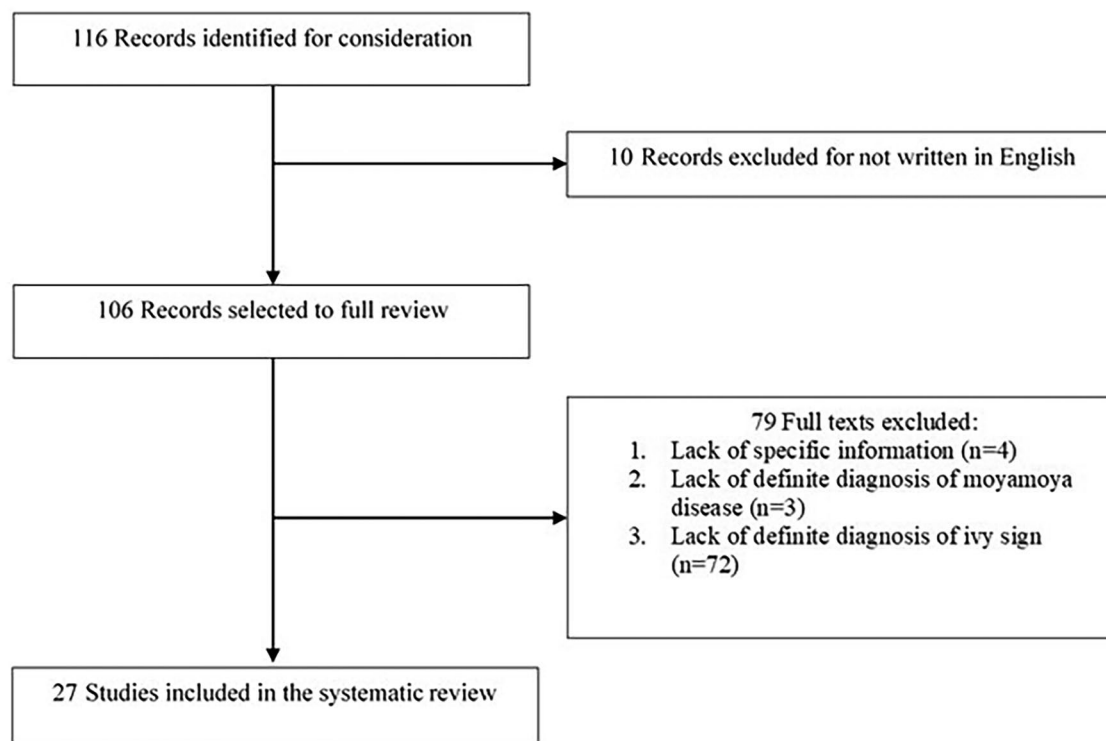 116 Records identified for consideration
10 Records excluded for not written in English
106 Records selected to full review
79 Full texts excluded:
1. Lack of specific information (n=4)
2. Lack of definite diagnosis of moyamoya
disease (n=3)
3. Lack of definite diagnosis of ivy sign
(n=72)
27 Studies included in the systematic review